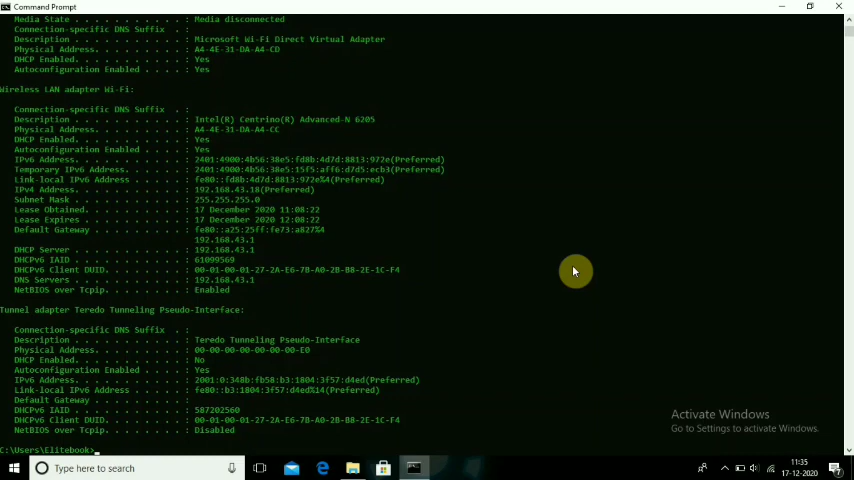 Command Prompt
Media State . . . . . . . . . . . : Media disconnected
Connection-specific DNS Suffix  . :
Description . . . . . . . . . . . : Microsoft Wi-Fi Direct Virtual Adapter
Physical Address. . . . . . . . . : A4-4E-31-DA-A4-CD
DHCP Enabled. . . . . . . . . . . : Yes
Autoconfiguration Enabled . . . . : Yes
Wireless LAN adapter Wi-Fi:
Connection-specific DNS Suffix  . :
Description . . . . . . . . . . . : Intel(R) Centrino(R) Advanced-N 6205
Physical Address. . . . . . . . . : A4-4E-31-DA-A4-CC
DHCP Enabled. . . . . . . . . . . : Yes
Autoconfiguration Enabled . . . . : Yes
IPv6 Address. . . . . . . . . . . : 2401:4900:4b56:38e5:fd8b:4d7d:8813:972e(Preferred)
Temporary IPv6 Address. . . . . . : 2401:4900:4b56:38e5:15f5:aff6:d7d5:ecb3(Preferred)
Link-local IPv6 Address . . . . . : fe80::fd8b:4d7d:8813:972e%4(Preferred)
IPv4 Address. . . . . . . . . . . : 192.168.43.18(Preferred)
Subnet Mask . . . . . . . . . . . : 255.255.255.0
Lease Obtained. . . . . . . . . . : 17 December 2020 11:08:22
Lease Expires . . . . . . . . . . : 17 December 2020 12:08:22
Default Gateway . . . . . . . . . : fe80::a25:25ff:fe73:a827%4
192.168.43.1
DHCP Server . . . . . . . . . . . : 192.168.43.1
DHCPv6 IAID . . . . . . . . . . . : 61099569
DHCPv6 Client DUID. . . . . . . . : 00-01-00-01-27-2A-E6-7B-A0-2B-B8-2E-1C-F4
DNS Servers . . . . . . . . . . . : 192.168.43.1
NetBIOS over Tcpip. . . . . . . . : Enabled
Tunnel adapter Teredo Tunneling Pseudo-Interface:
Connection-specific DNS Suffix  . :
Description . . . . . . . . . . . : Teredo Tunneling Pseudo-Interface
Physical Address. . . . . . . . . : 00-00-00-00-00-00-00-E0
DHCP Enabled. . . . . . . . . . . : No
Autoconfiguration Enabled . . . . : Yes
IPv6 Address. . . . . . . . . . . : 2001:0:348b:fb58:b3:1804:3f57:d4ed(Preferred)
Link-local IPv6 Address . . . . . : fe80::b3:1804:3f57:d4ed%14(Preferred)
Default Gateway . . . . . . . . . :
DHCPv6 IAID . . . . . . . . . . . : 587202560
DHCPv6 Client DUID. . . . . . . . : 00-01-00-01-27-2A-E6-7B-A0-2B-B8-2E-1C-F4
NetBIOS over Tcpip. . . . . . . . : Disabled
C:\Users\Elitebook>
Activate Windows
Go to Settings to activate Windows.
Type here to search
11:35
17-12-2020
7